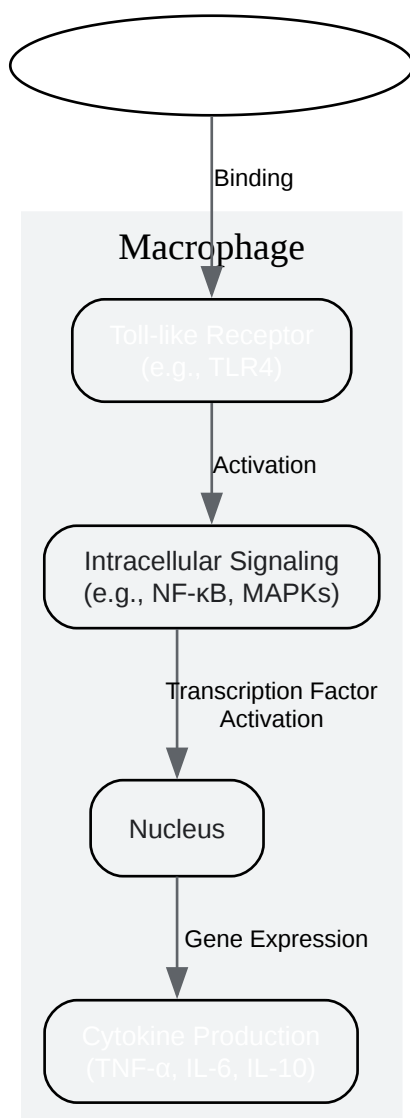 Binding
Macrophage
Toll-like Receptor
(e.g., TLR4)
Activation
Intracellular Signaling
(e.g., NF-κB, MAPKs)
Transcription Factor
Activation
Nucleus
Gene Expression
Cytokine Production
(TNF-α, IL-6, IL-10)